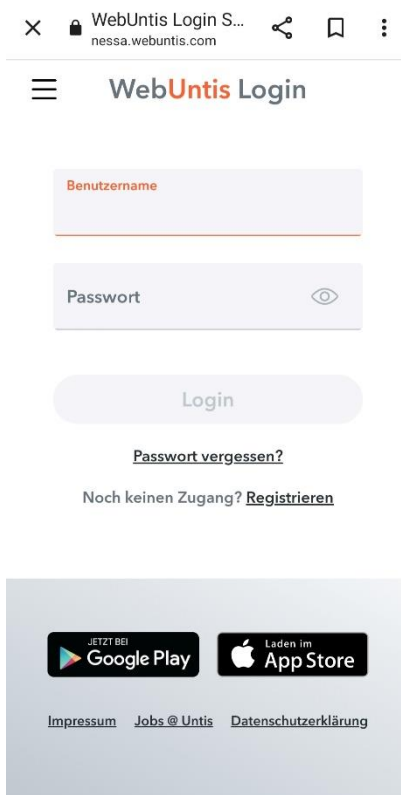 WebUntis Login S...
nessa.webuntis.com
WebUntis Login
Benutzername
Passwort
Login
Passwort vergessen?
Noch keinen Zugang? Registrieren
JETZT BEI
Google Play
Laden im
App Store
Impressum Jobs @ Untis Datenschutzerklärung